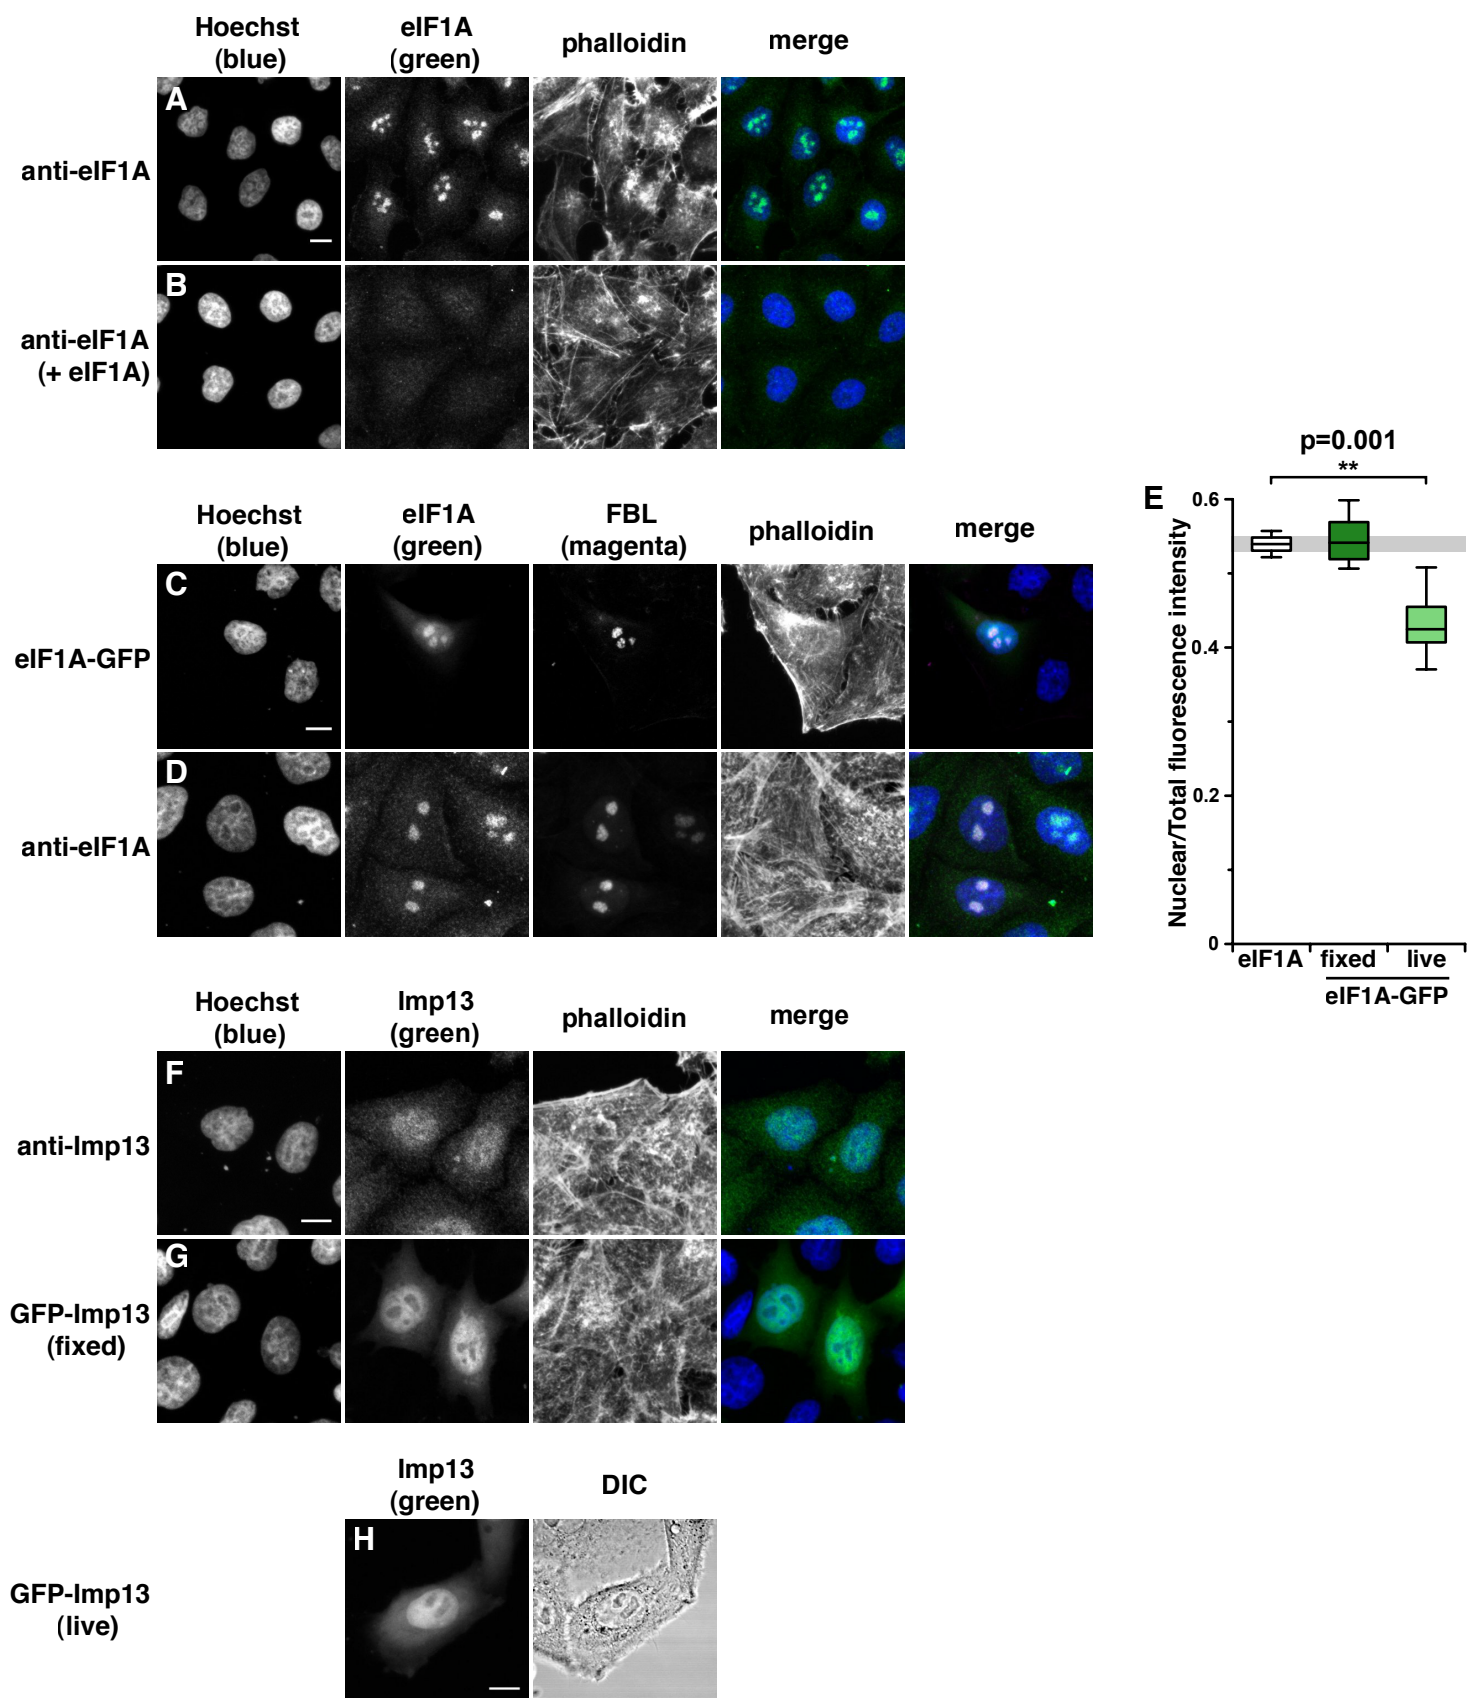 Hoechst
(blue)
eIF1A
(green)
phalloidin
merge
A
anti-eIF1A
B
anti-eIF1A
(+ eIF1A)
Hoechst
(blue)
eIF1A
(green)
FBL
(magenta)
phalloidin
merge
C
eIF1A-GFP
D
anti-eIF1A
E
p=0.001
**
Nuclear/Total fluorescence intensity
0.6
0.4
0.2
0
eIF1A
fixed
live
eIF1A-GFP
Hoechst
(blue)
Imp13
(green)
phalloidin
merge
F
anti-Imp13
G
GFP-Imp13
(fixed)
Imp13
(green)
DIC
H
GFP-Imp13
(live)